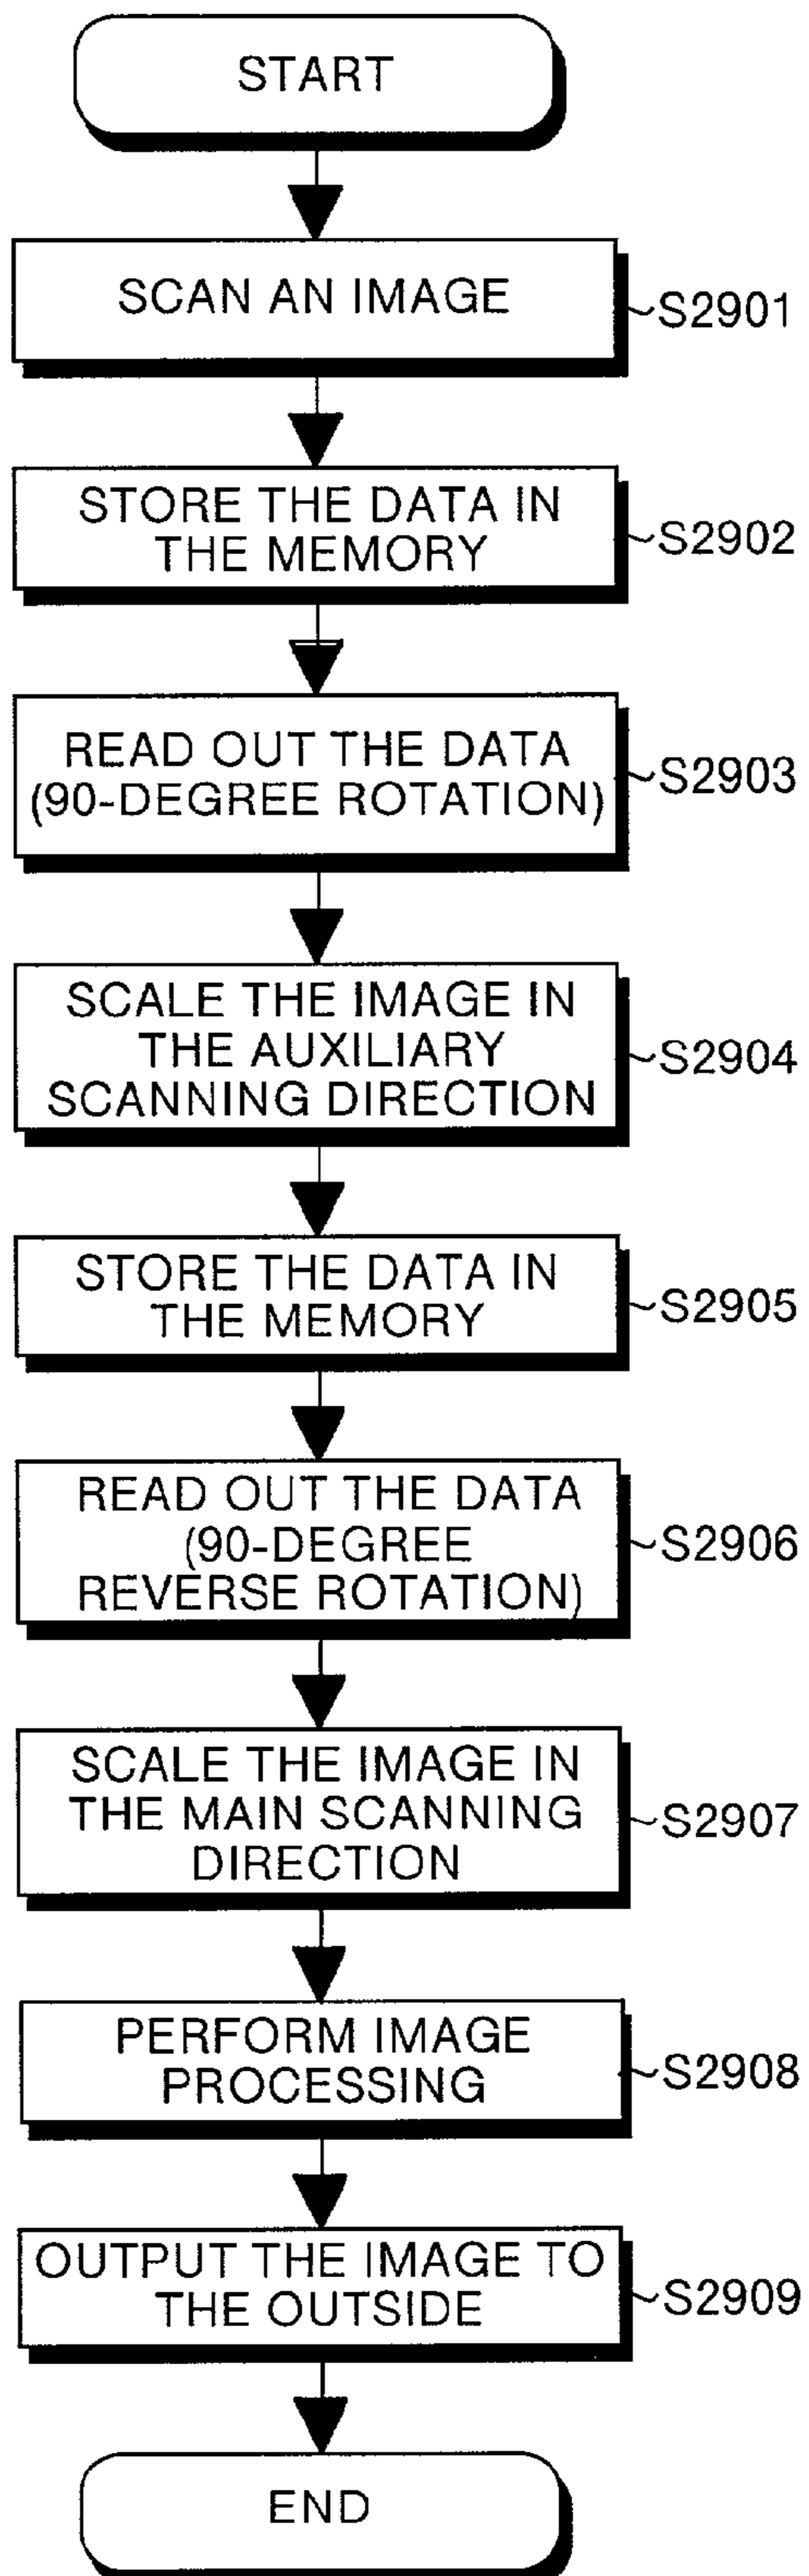 START
SCAN AN IMAGE
S2901
STORE THE DATA IN
THE MEMORY
S2902
READ OUT THE DATA
(90-DEGREE ROTATION)
S2903
SCALE THE IMAGE IN
THE AUXILIARY
SCANNING DIRECTION
S2904
STORE THE DATA IN
THE MEMORY
S2905
READ OUT THE DATA
(90-DEGREE
REVERSE ROTATION)
S2906
SCALE THE IMAGE IN
THE MAIN SCANNING
DIRECTION
S2907
PERFORM IMAGE
PROCESSING
S2908
OUTPUT THE IMAGE TO
THE OUTSIDE
S2909
END